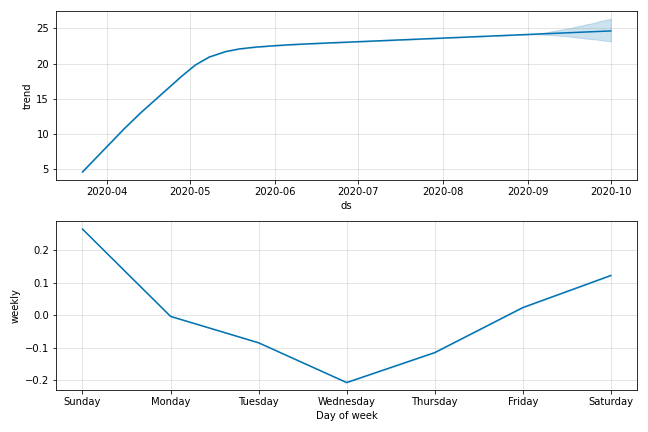 25
20
15
10
5
trend
2020-04 2020-05 2020-06 2020-07 2020-08 2020-09 2020-10
ds
0.2
0.1
0.0
−0.1
−0.2
weekly
Sunday Monday Tuesday Wednesday Thursday Friday Saturday
Day of week